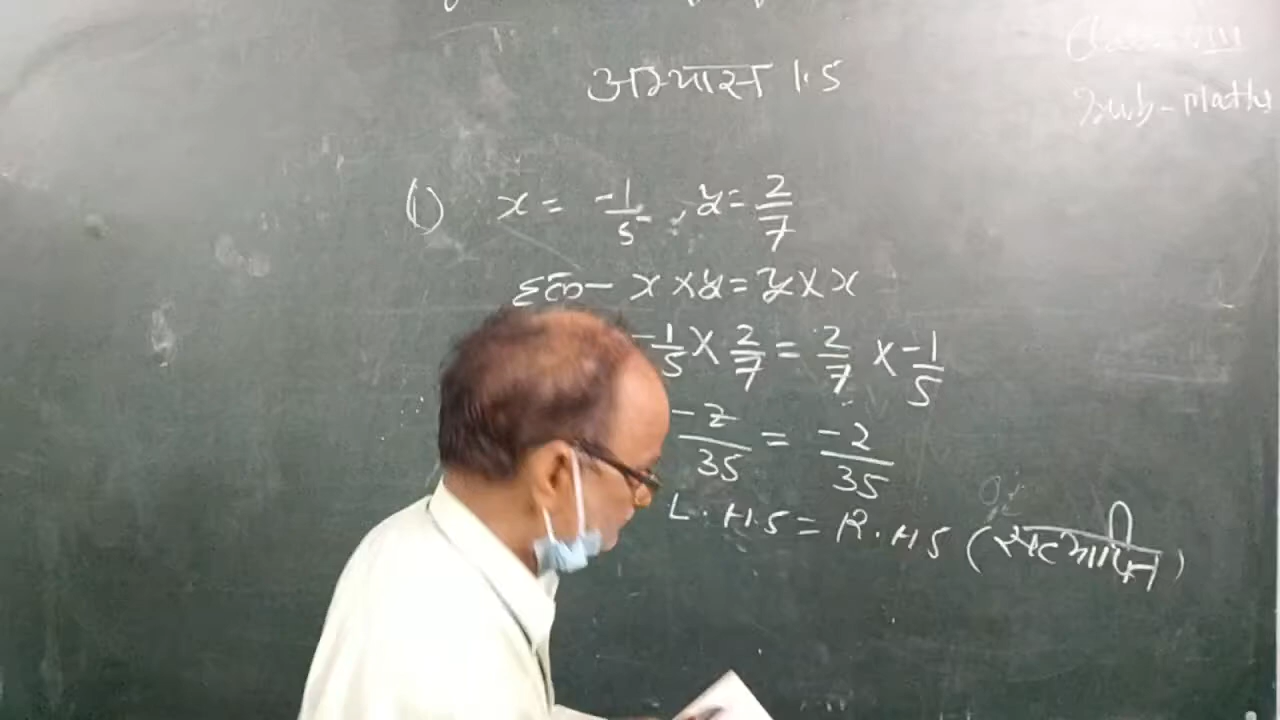 Class - VIII
Sub - Maths
अभ्यास 1.5
(1) x = -1/5, y = 2/7
हल - x × y = y × x
-1/5 × 2/7 = 2/7 × -1/5
-2/35 = -2/35
L.H.S = R.H.S (सत्यापित)